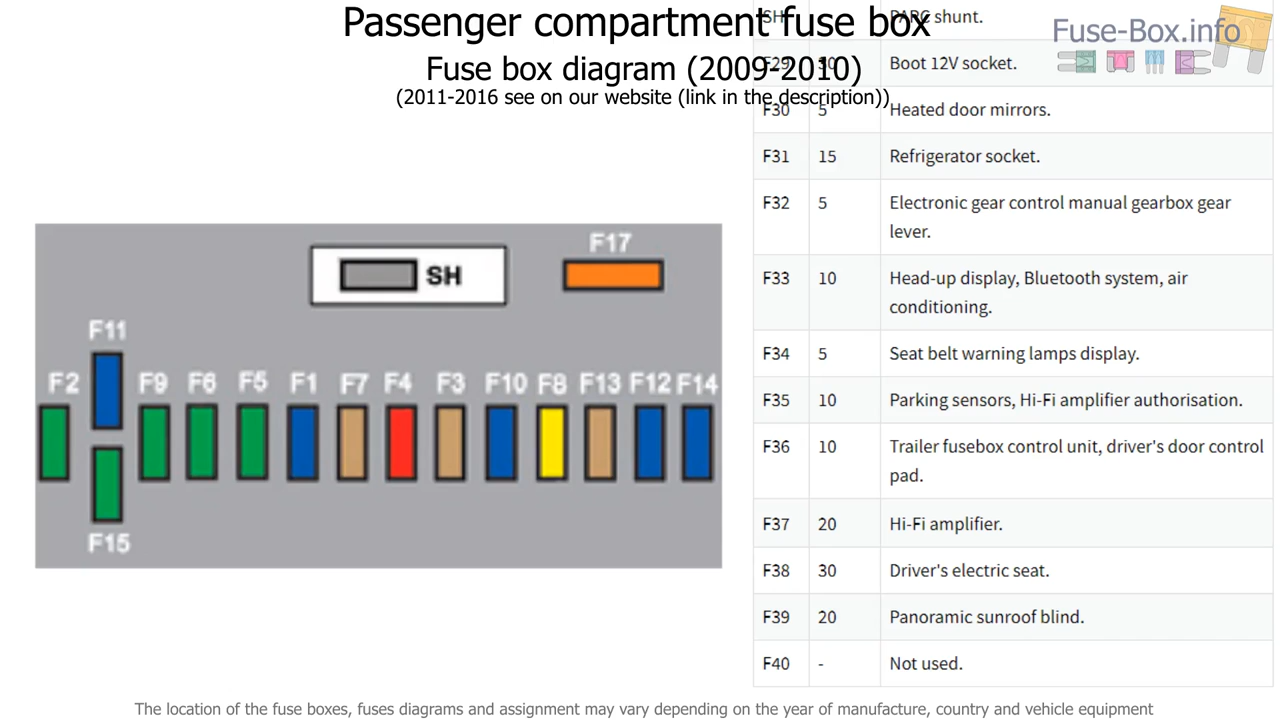 Passenger compartment fuse box
Fuse box diagram (2009-2010)
(2011-2016 see on our website (link in the description))
Fuse-Box.info
SH PARC shunt.
F29 30 Boot 12V socket.
F30 5 Heated door mirrors.
F31 15 Refrigerator socket.
F32 5 Electronic gear control manual gearbox gear
lever.
F33 10 Head-up display, Bluetooth system, air
conditioning.
F34 5 Seat belt warning lamps display.
F35 10 Parking sensors, Hi-Fi amplifier authorisation.
F36 10 Trailer fusebox control unit, driver's door control
pad.
F37 20 Hi-Fi amplifier.
F38 30 Driver's electric seat.
F39 20 Panoramic sunroof blind.
F40 - Not used.
F17
SH
F11
F2 F9 F6 F5 F1 F7 F4 F3 F10 F8 F13 F12 F14
F15
The location of the fuse boxes, fuses diagrams and assignment may vary depending on the year of manufacture, country and vehicle equipment